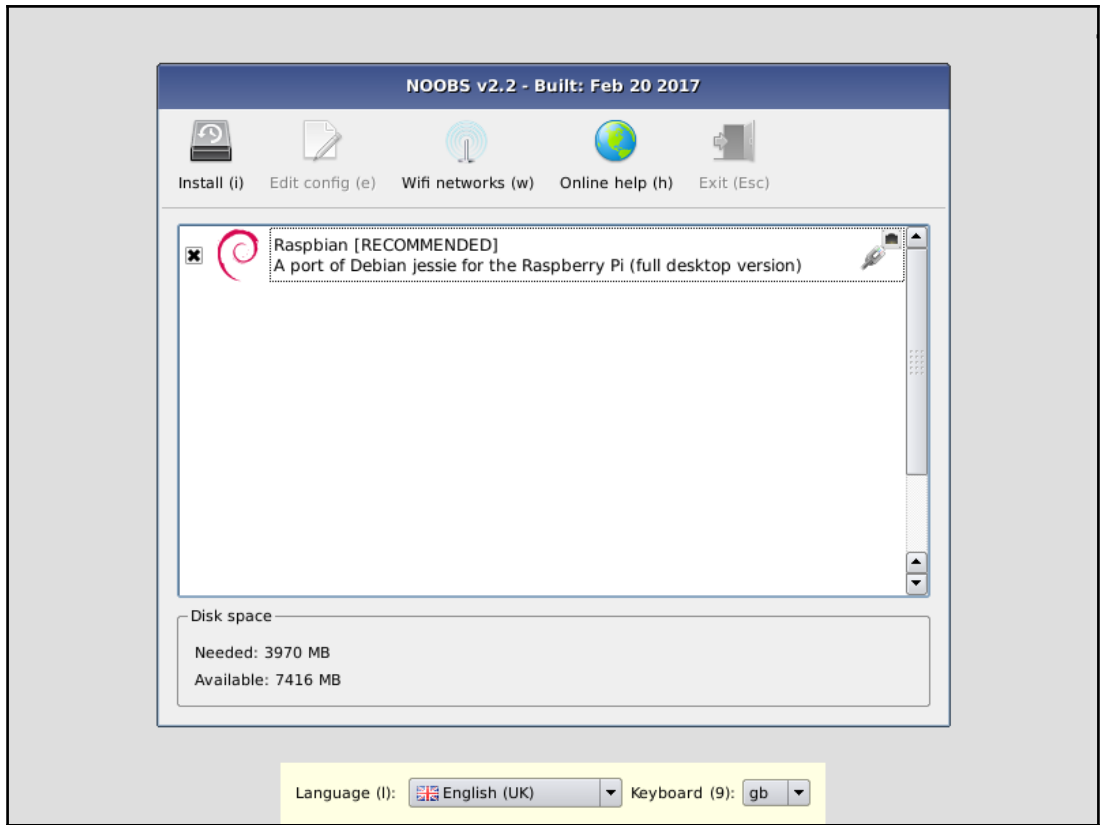 NOOBS v2.2 - Built: Feb 20 2017
Install (i) Edit config (e) Wifi networks (w) Online help (h) Exit (Esc)
Raspbian [RECOMMENDED]
A port of Debian jessie for the Raspberry Pi (full desktop version)
Disk space
Needed: 3970 MB
Available: 7416 MB
Language (l): English (UK) Keyboard (9): gb